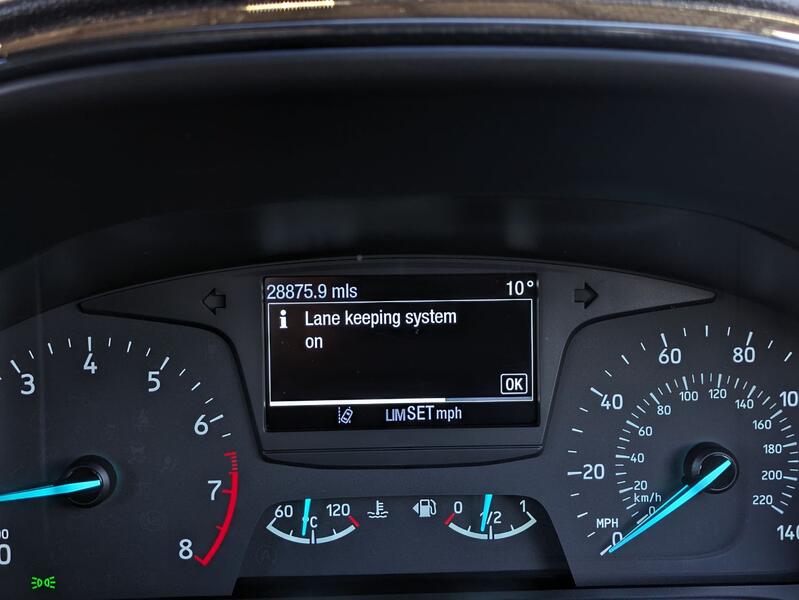 28875.9 mls 10°
i Lane keeping system
on
OK
LIM SET mph
3 4 5 6 7 8
60 120
°C
0 1/2 1
MPH 0 20 40 60 80 140
km/h 0 20 40 60 80 100 120 140 160 180 200 220